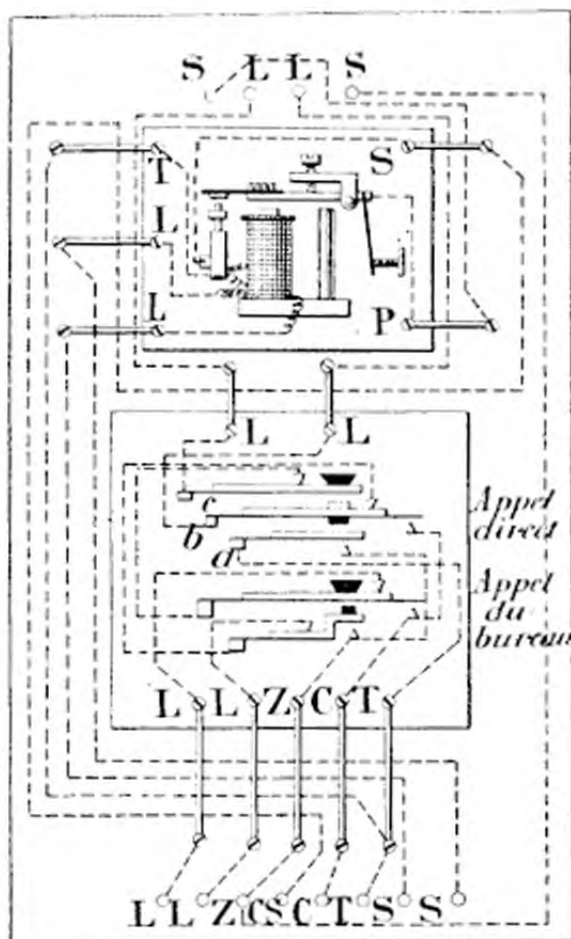 S L L S
T S
L
L P
L L
c
b
a
Appel
direct
Appel
du
bureau
L L Z C T
L L Z C S C T S S